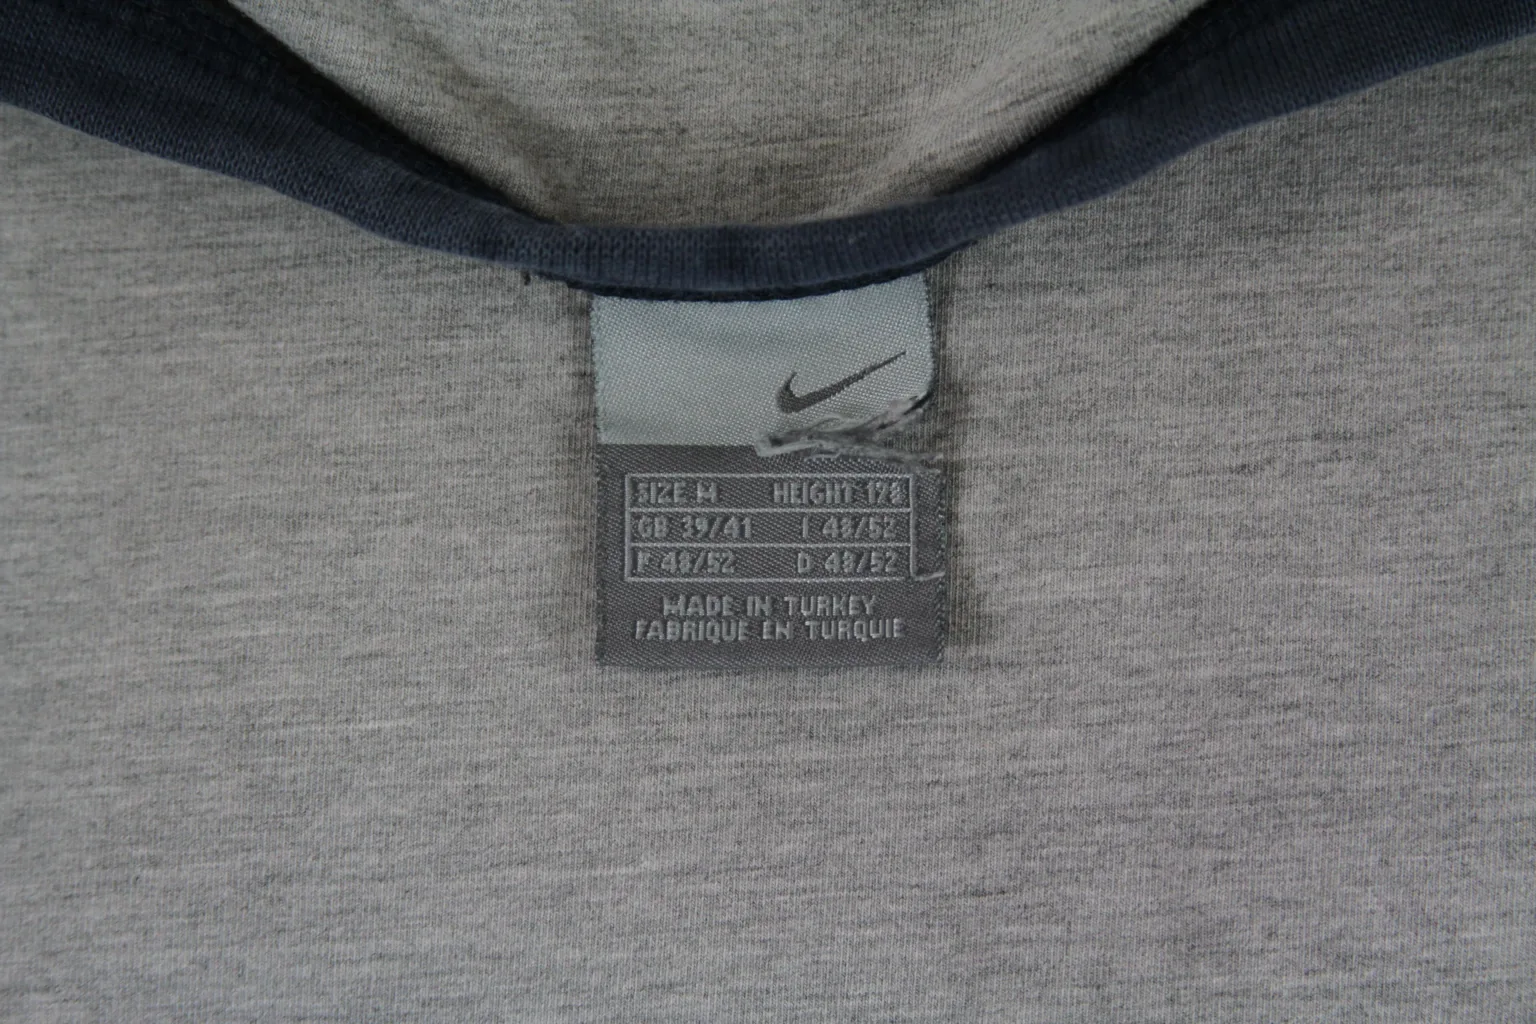 SIZE M HEIGHT 178
GB 39/41 I 48/52
F 48/52 D 48/52
MADE IN TURKEY
FABRIQUE EN TURQUIE